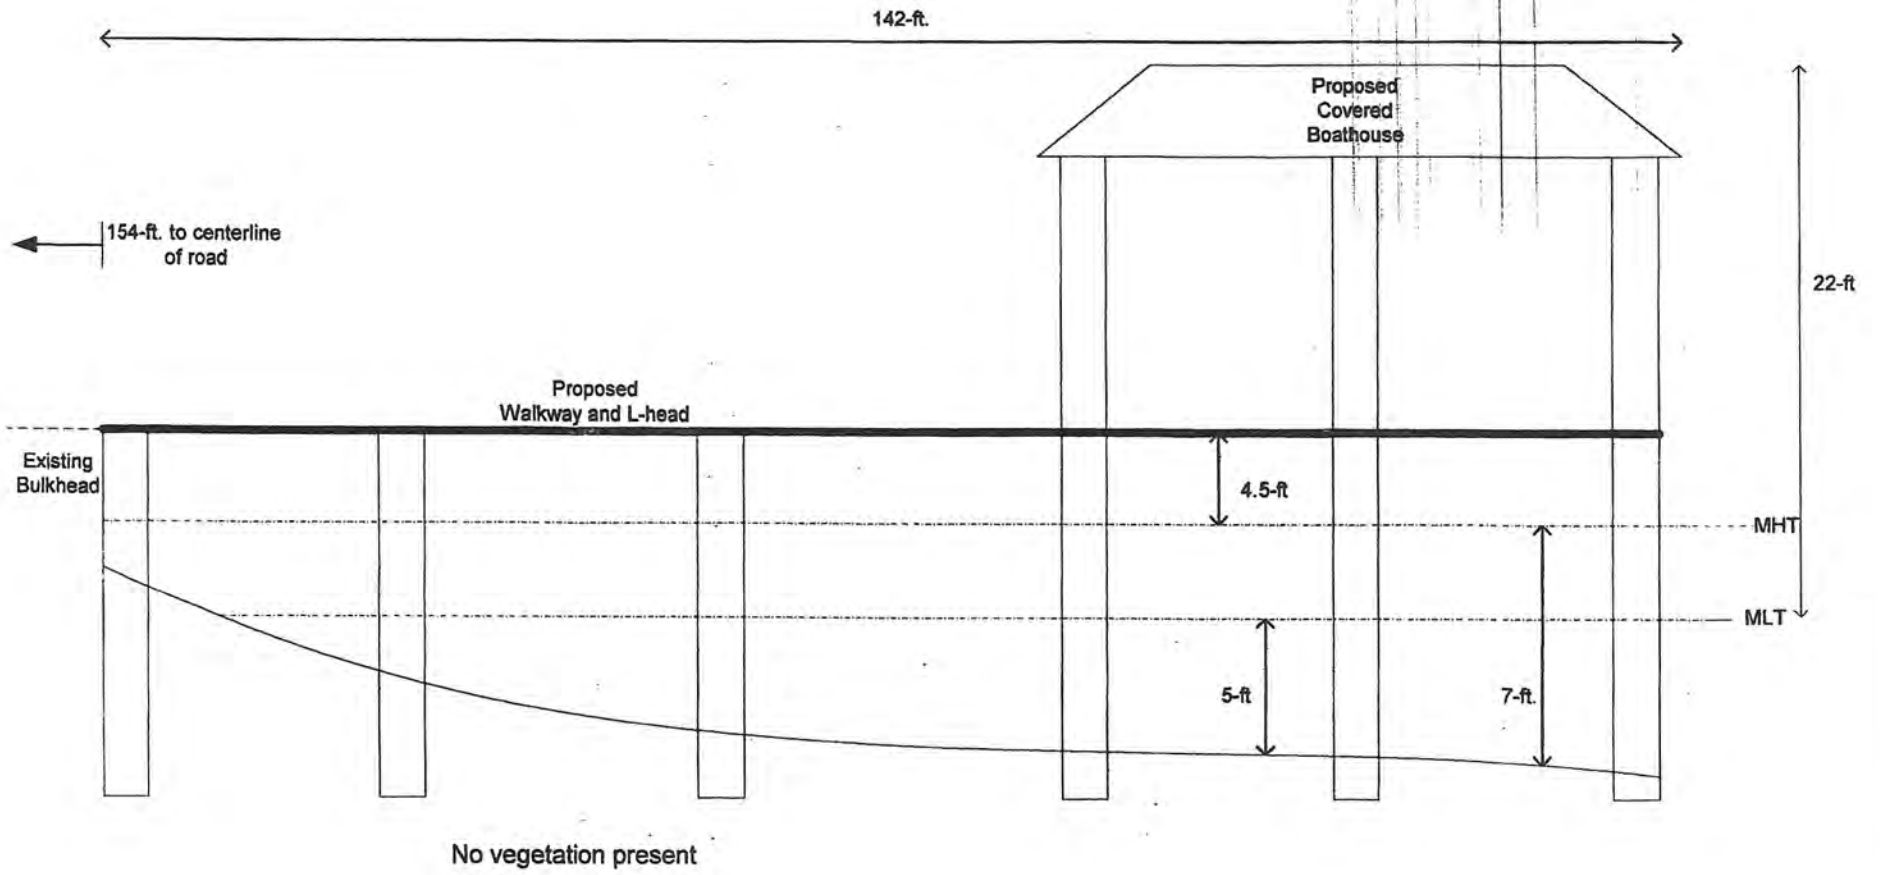 142-ft.
Proposed
Covered
Boathouse
154-ft. to centerline
of road
22-ft
Proposed
Walkway and L-head
Existing
Bulkhead
4.5-ft
MHT
MLT
5-ft
7-ft.
No vegetation present